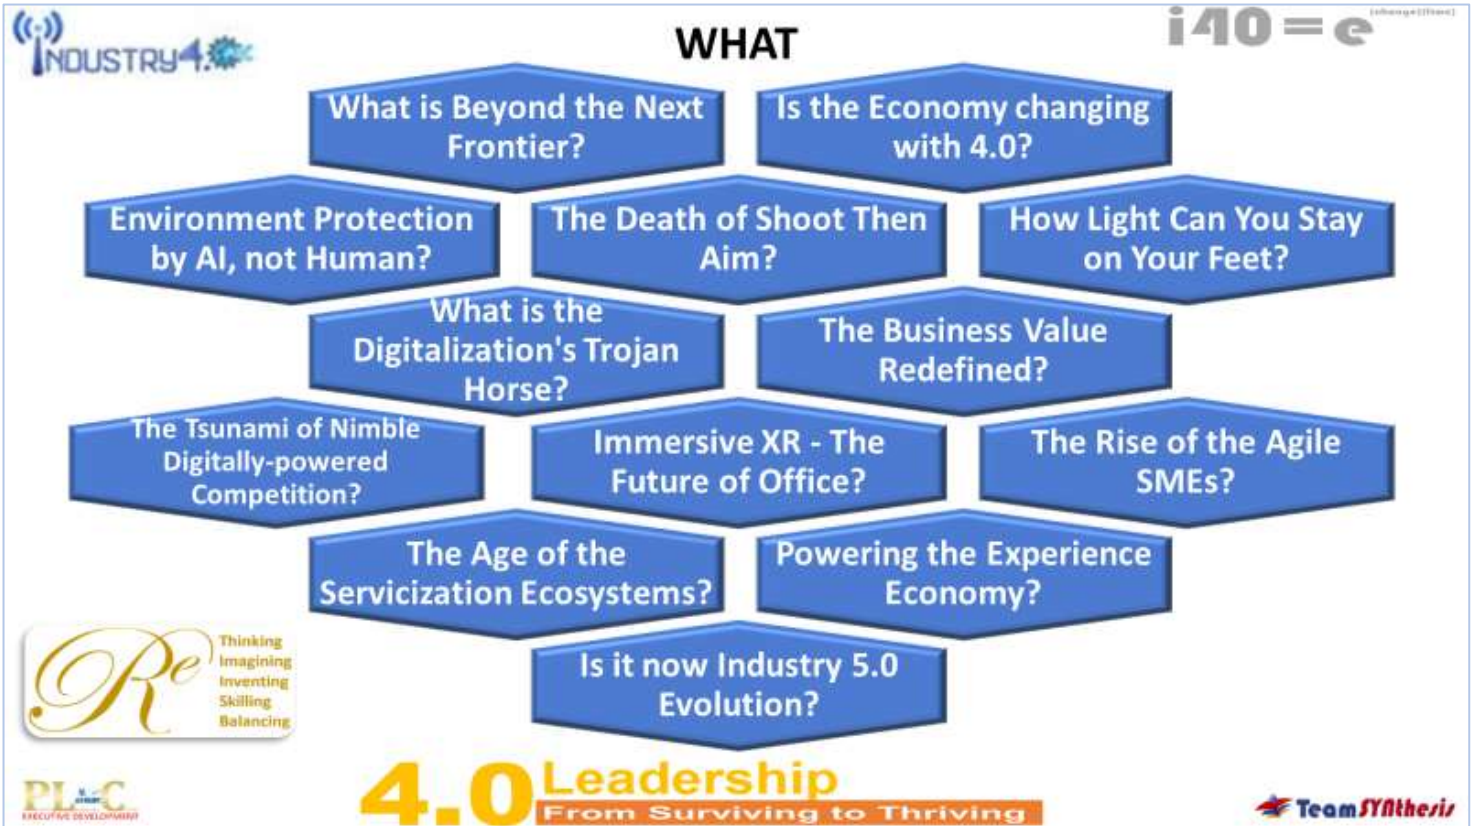 INDUSTRY4.0
WHAT
i40=e
(change)(fast)
What is Beyond the Next
Frontier?
Is the Economy changing
with 4.0?
Environment Protection
by AI, not Human?
The Death of Shoot Then
Aim?
How Light Can You Stay
on Your Feet?
What is the
Digitalization's Trojan
Horse?
The Business Value
Redefined?
The Tsunami of Nimble
Digitally-powered
Competition?
Immersive XR - The
Future of Office?
The Rise of the Agile
SMEs?
The Age of the
Servicization Ecosystems?
Powering the Experience
Economy?
Is it now Industry 5.0
Evolution?
Re
Thinking
Imagining
Inventing
Skilling
Balancing
EXECUTIVE DEVELOPMENT
4.0 Leadership
From Surviving to Thriving
TeamSYNthesis